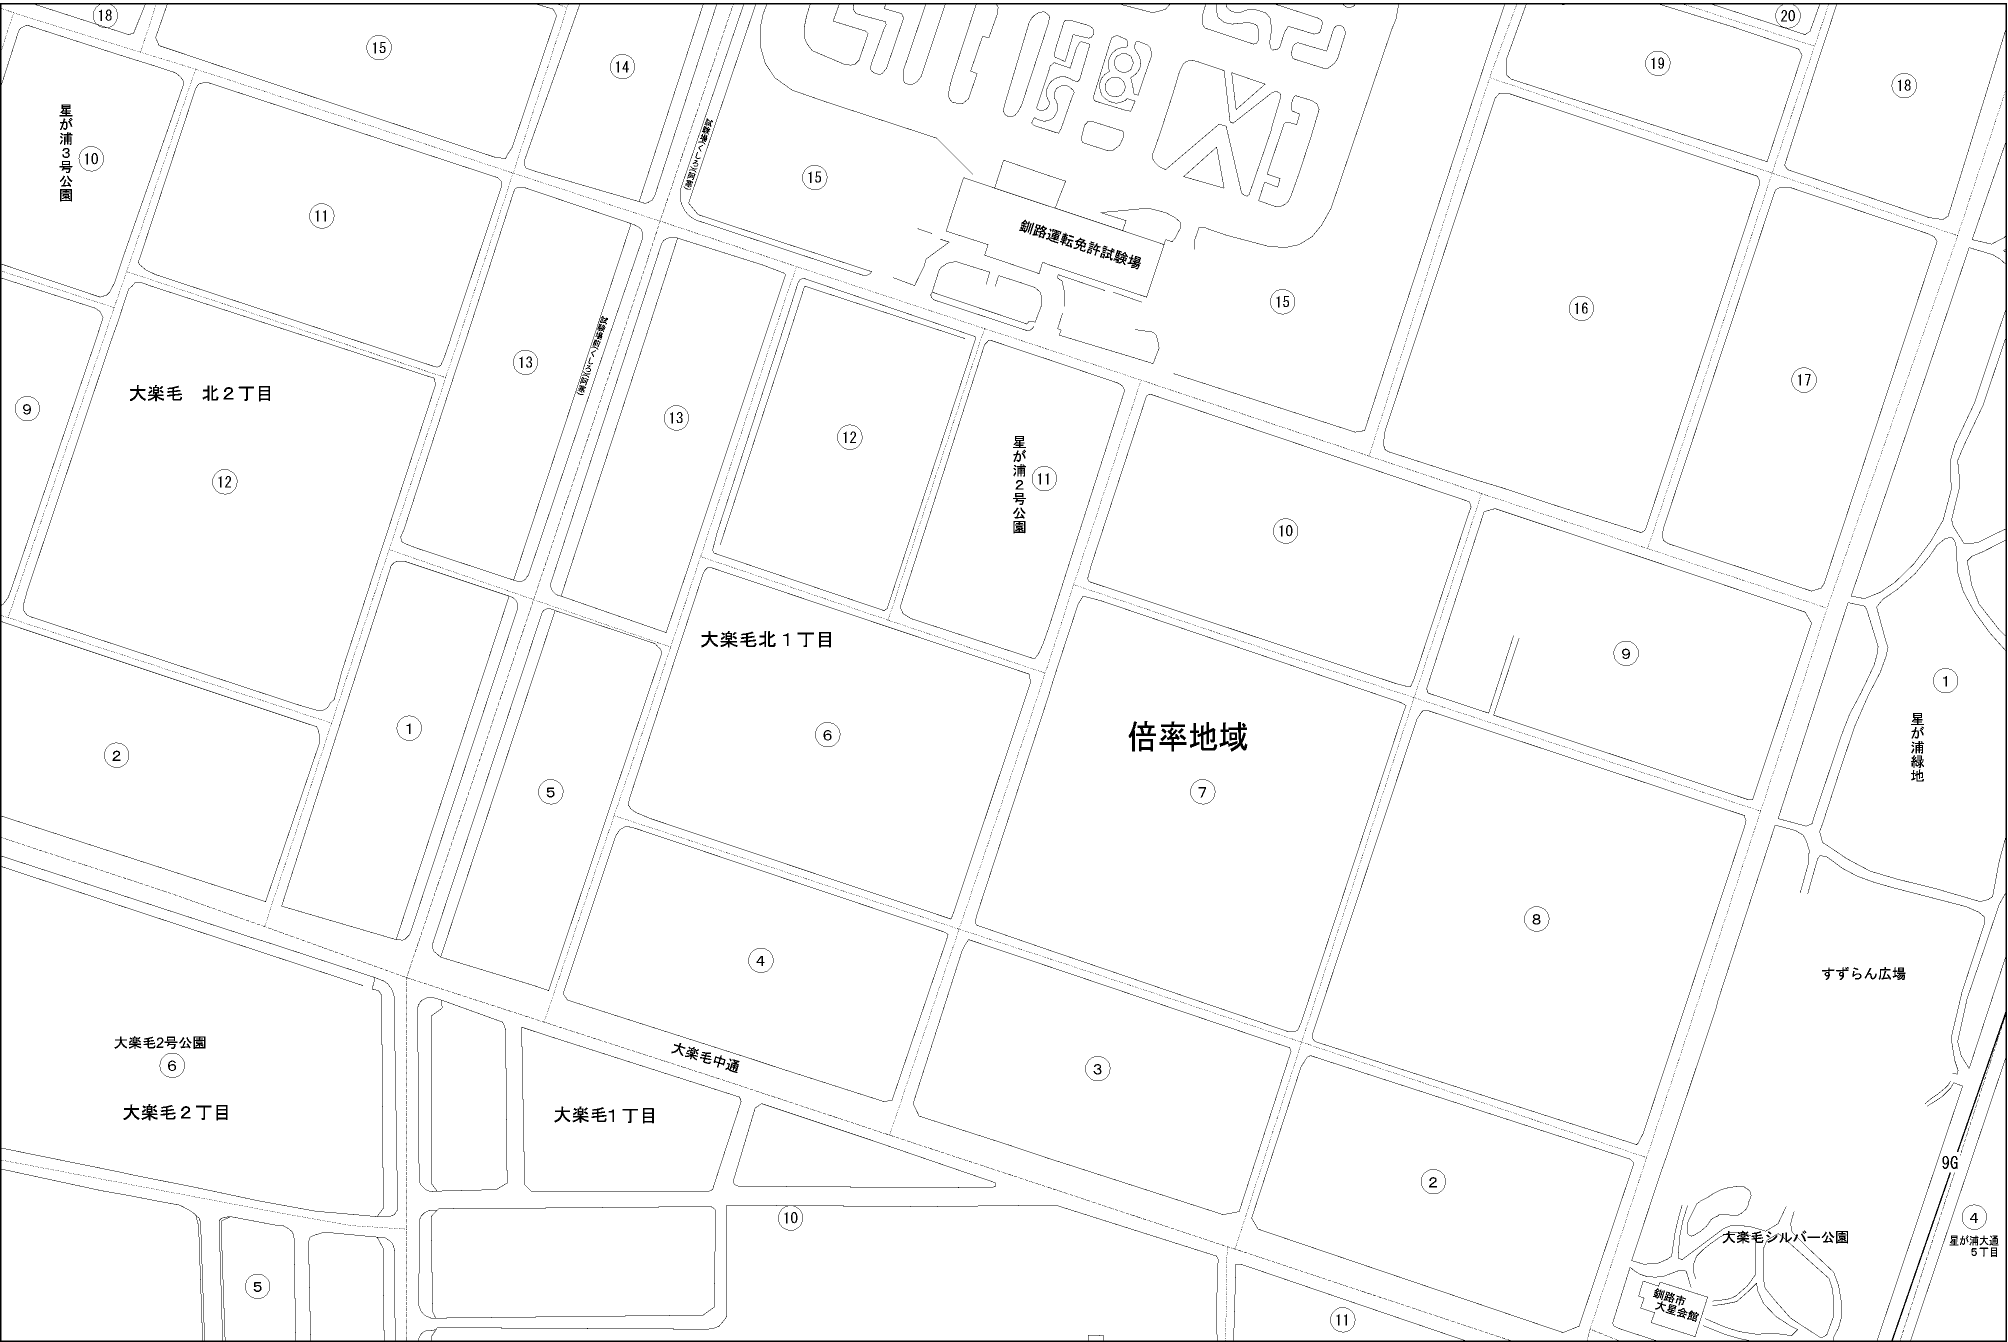 ⑱
⑮
⑭
⑲
⑳
⑱
星が浦3号公園
⑩
⑪
⑮
釧路運転免許試験場
⑮
⑯
⑰
⑬
⑬
大楽毛　北２丁目
⑨
⑫
⑫
星が浦2号公園
⑪
⑩
⑨
大楽毛北１丁目
①
星が浦緑地
②
①
⑤
⑥
倍率地域
⑦
⑧
④
すずらん広場
大楽毛2号公園
⑥
大楽毛２丁目
大楽毛中通
大楽毛1丁目
③
②
9G
④
星が浦大通
５丁目
⑩
大楽毛シルバー公園
⑤
釧路市
大星会館
⑪